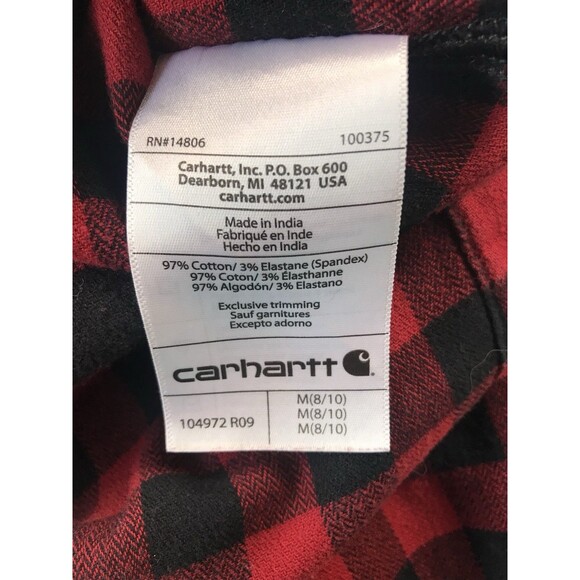 RN#14806 100375
Carhartt, Inc. P.O. Box 600
Dearborn, MI 48121 USA
carhartt.com
Made in India
Fabriqué en Inde
Hecho en India
97% Cotton/ 3% Elastane (Spandex)
97% Coton/ 3% Élasthanne
97% Algodón/ 3% Elastano
Exclusive trimming
Sauf garnitures
Excepto adorno
carhartt
M(8/10)
104972 R09 M(8/10)
M(8/10)